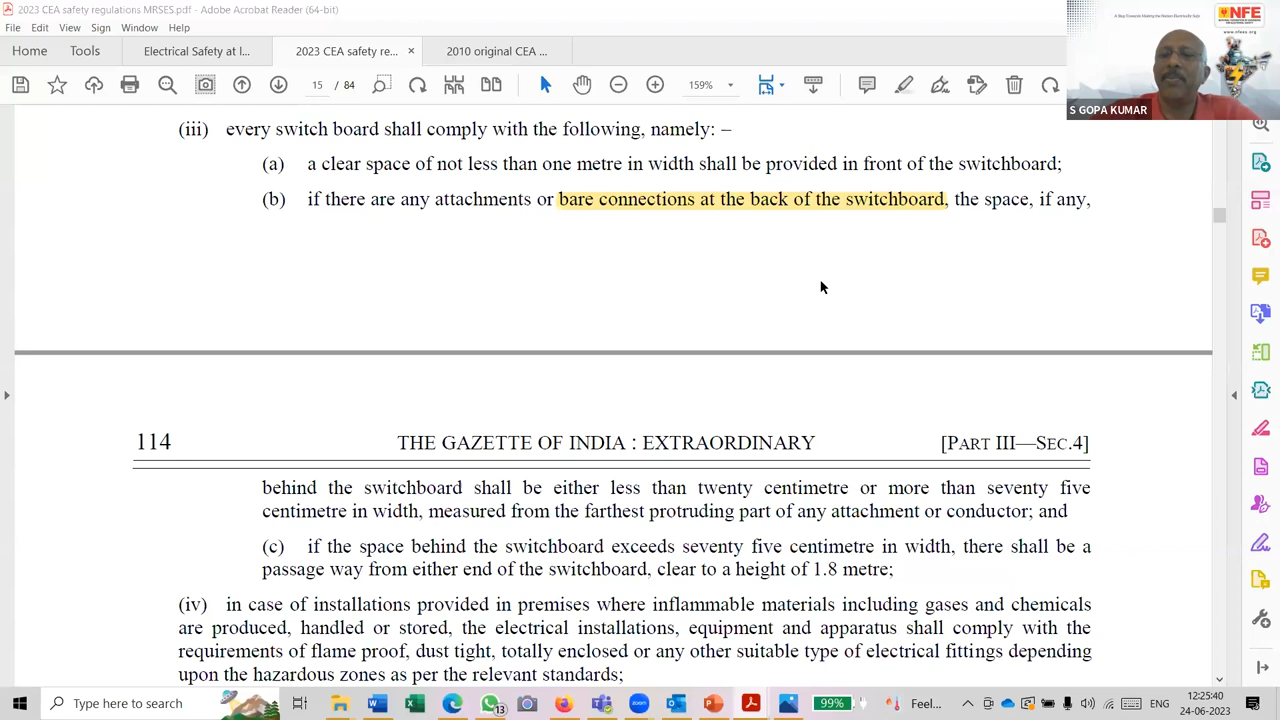 2023 CEA safety regulations MRSES.pdf - Adobe Acrobat Reader (64-bit)
File Edit View Sign Window Help
Home Tools Electrical safety at I... 2023 CEA safety re... × 2010 original CEA r...
15 / 84 159%
A Step Towards Making the Nation Electrically Safe
NFE
www.nfees.org
S GOPA KUMAR
(iii) every switch board shall comply with the following, namely: –
(a) a clear space of not less than one metre in width shall be provided in front of the switchboard;
(b) if there are any attachments or bare connections at the back of the switchboard, the space, if any,
114 THE GAZETTE OF INDIA : EXTRAORDINARY [PART III—SEC.4]
behind the switchboard shall be either less than twenty centimetre or more than seventy five
centimetre in width, measured from the farthest protruding part of any attachment or conductor; and
(c) if the space behind the switchboard exceeds seventy five centimetre in width, there shall be a
passage way from either end of the switchboard, clear to a height of 1.8 metre;
(iv) in case of installations provided in premises where inflammable materials including gases and chemicals
are produced, handled or stored, the electrical installations, equipment and apparatus shall comply with the
requirements of flame proof, dust tight, totally enclosed or any other suitable type of electrical fittings depending
upon the hazardous zones as per the relevant standards;
Type here to search
99%
Feel...
ENG
12:25:40
24-06-2023